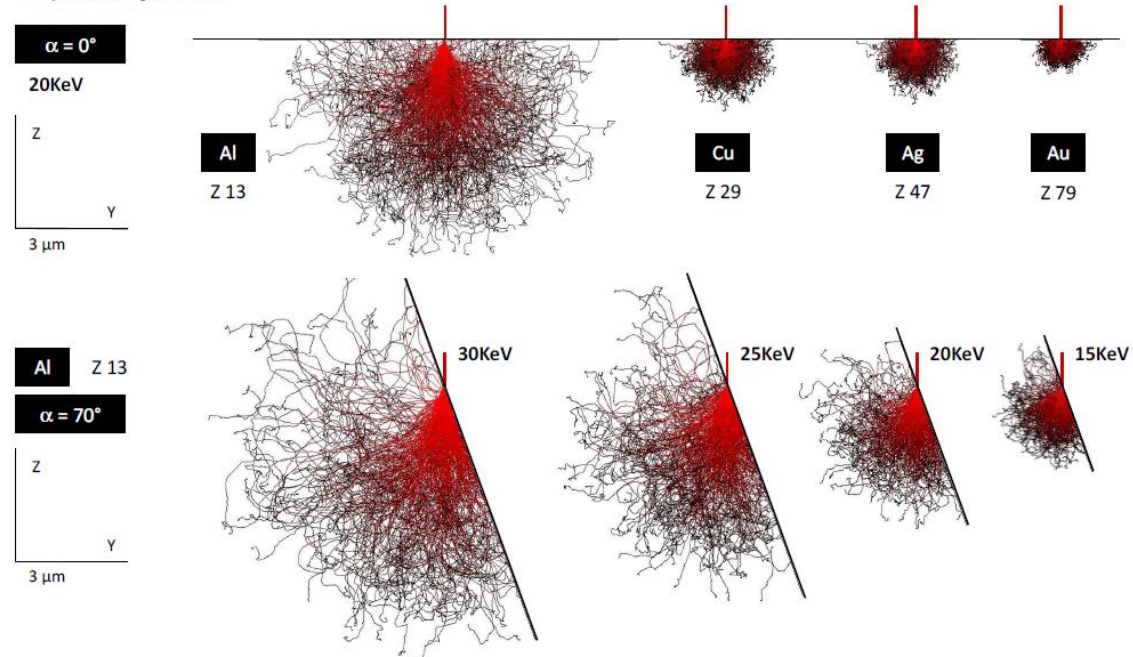 α = 0°
20KeV
Z
Y
3 μm
Al
Z 13
Cu
Z 29
Ag
Z 47
Au
Z 79
Al Z 13
α = 70°
Z
Y
3 μm
30KeV
25KeV
20KeV
15KeV